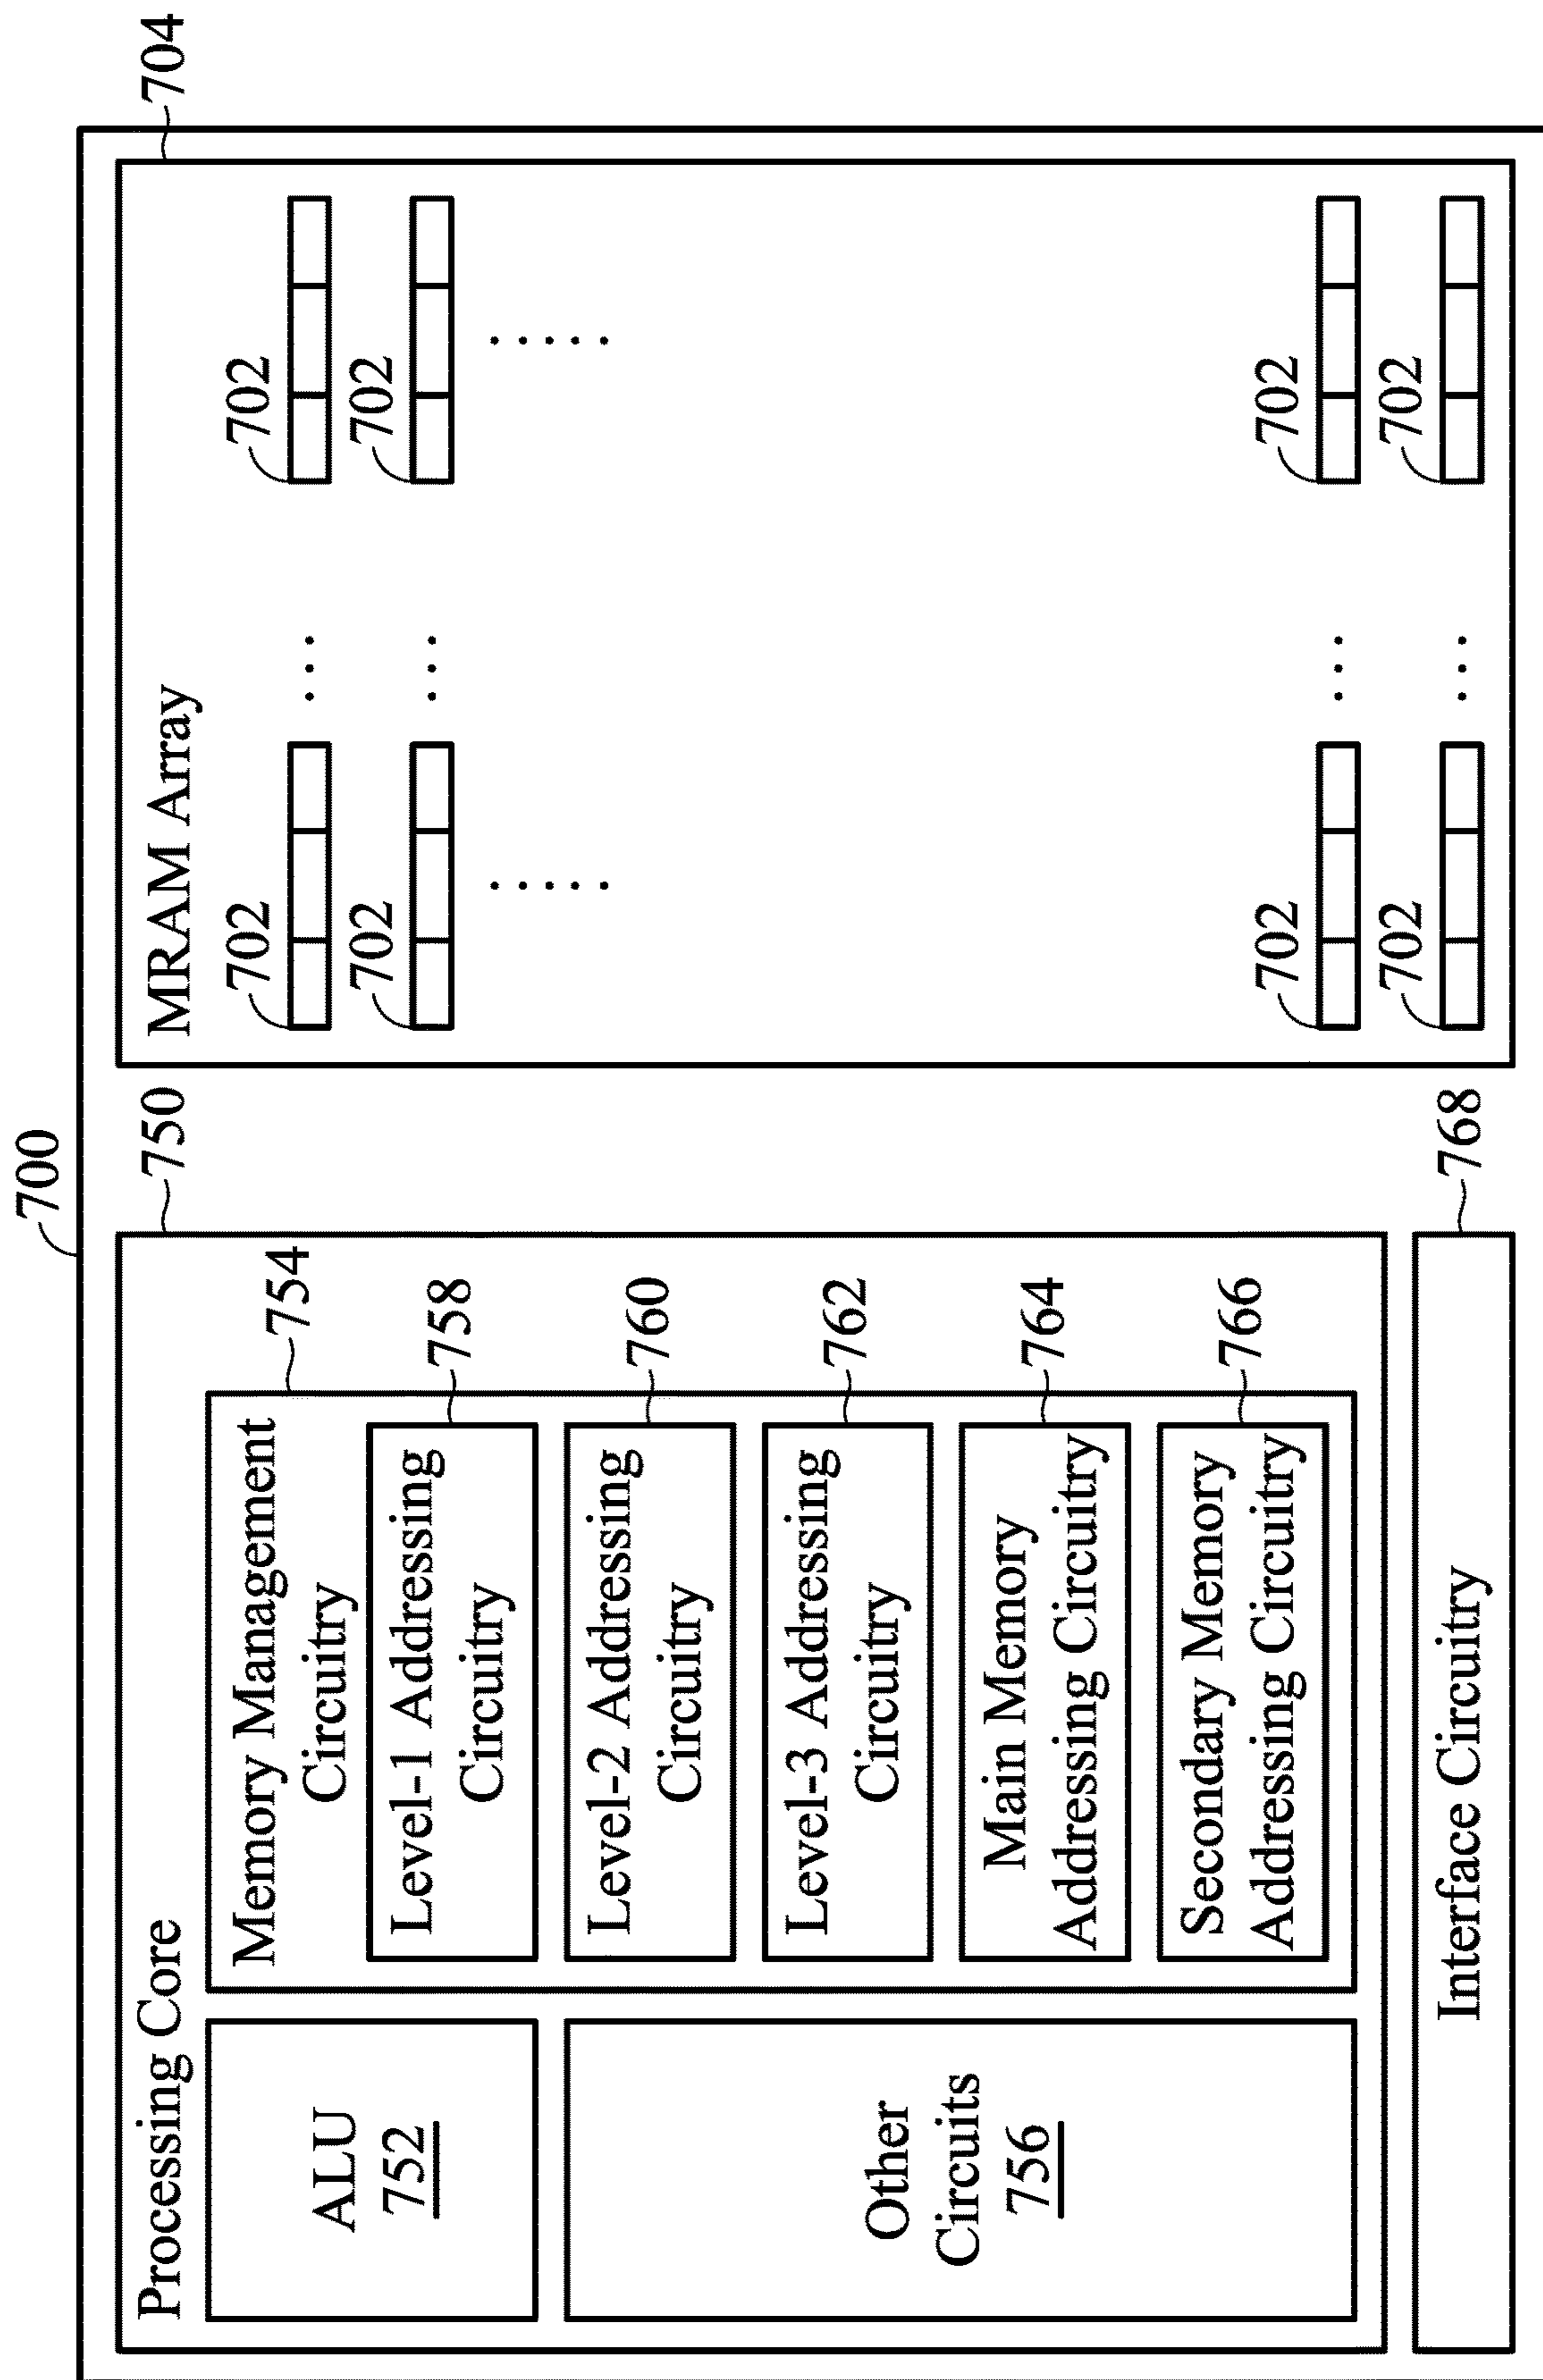 700
Processing Core
750
ALU
752
Other
Circuits
756
Memory Management
Circuitry
754
Level-1 Addressing
Circuitry
758
Level-2 Addressing
Circuitry
760
Level-3 Addressing
Circuitry
762
Main Memory
Addressing Circuitry
764
Secondary Memory
Addressing Circuitry
766
Interface Circuitry
768
MRAM Array
704
702
702
702
702
702
702
702
702